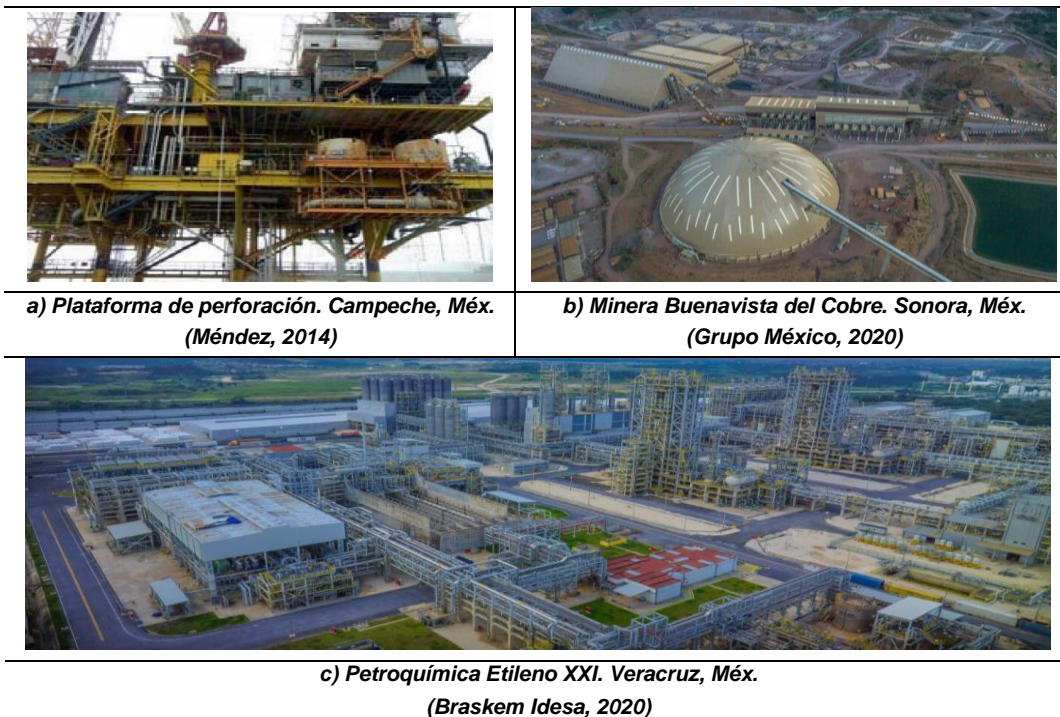 a) Plataforma de perforación. Campeche, Méx.
(Méndez, 2014)
b) Minera Buenavista del Cobre. Sonora, Méx.
(Grupo México, 2020)
c) Petroquímica Etileno XXI. Veracruz, Méx.
(Braskem Idesa, 2020)